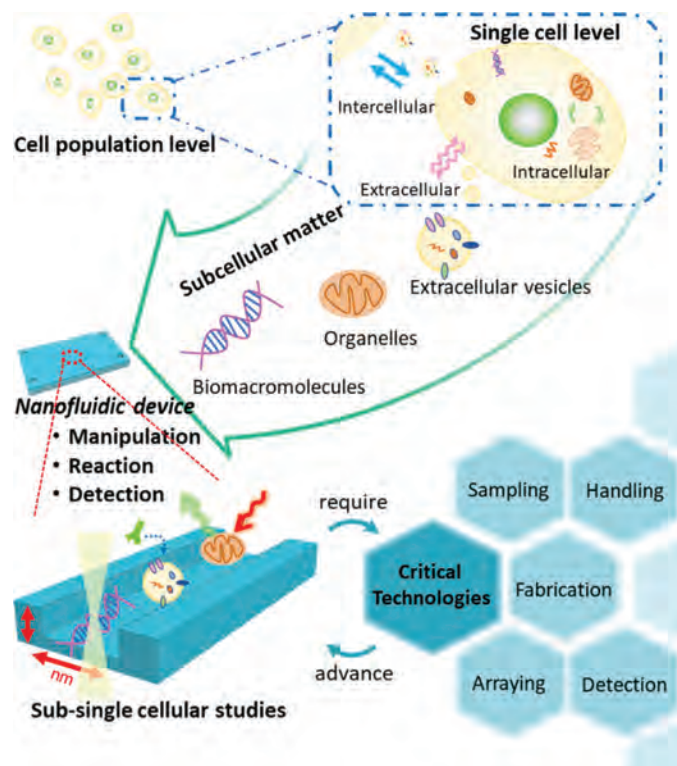 Single cell level
Intercellular
Cell population level
Intracellular
Extracellular
Subcellular matter
Extracellular vesicles
Organelles
Biomacromolecules
Nanofluidic device
• Manipulation
• Reaction
• Detection
require
Sampling
Handling
Critical
Technologies
Fabrication
nm
advance
Arraying
Detection
Sub-single cellular studies